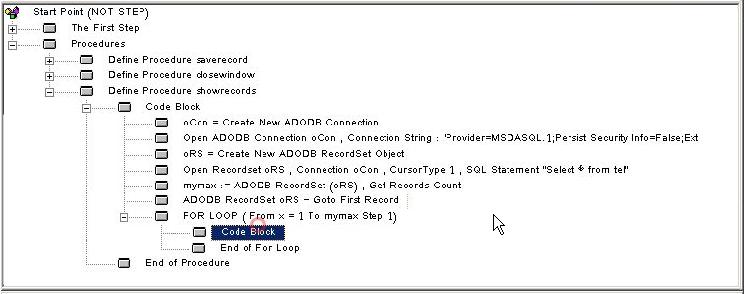 Start Point (NOT STEP)
The First Step
Procedures
Define Procedure saverecord
Define Procedure closewindow
Define Procedure showrecords
Code Block
oCon = Create New ADODB Connection
Open ADODB Connection oCon , Connection String : 'Provider=MSDASQL.1;Persist Security Info=False;Ext
oRS = Create New ADODB RecordSet Object
Open Recordset oRS , Connection oCon , CursorType 1 , SQL Statement "Select * from tel"
mymax := ADODB RecordSet (oRS) , Get Records Count
ADODB RecordSet oRS - Goto First Record
FOR LOOP ( From x = 1 To mymax Step 1)
Code Block
End of For Loop
End of Procedure